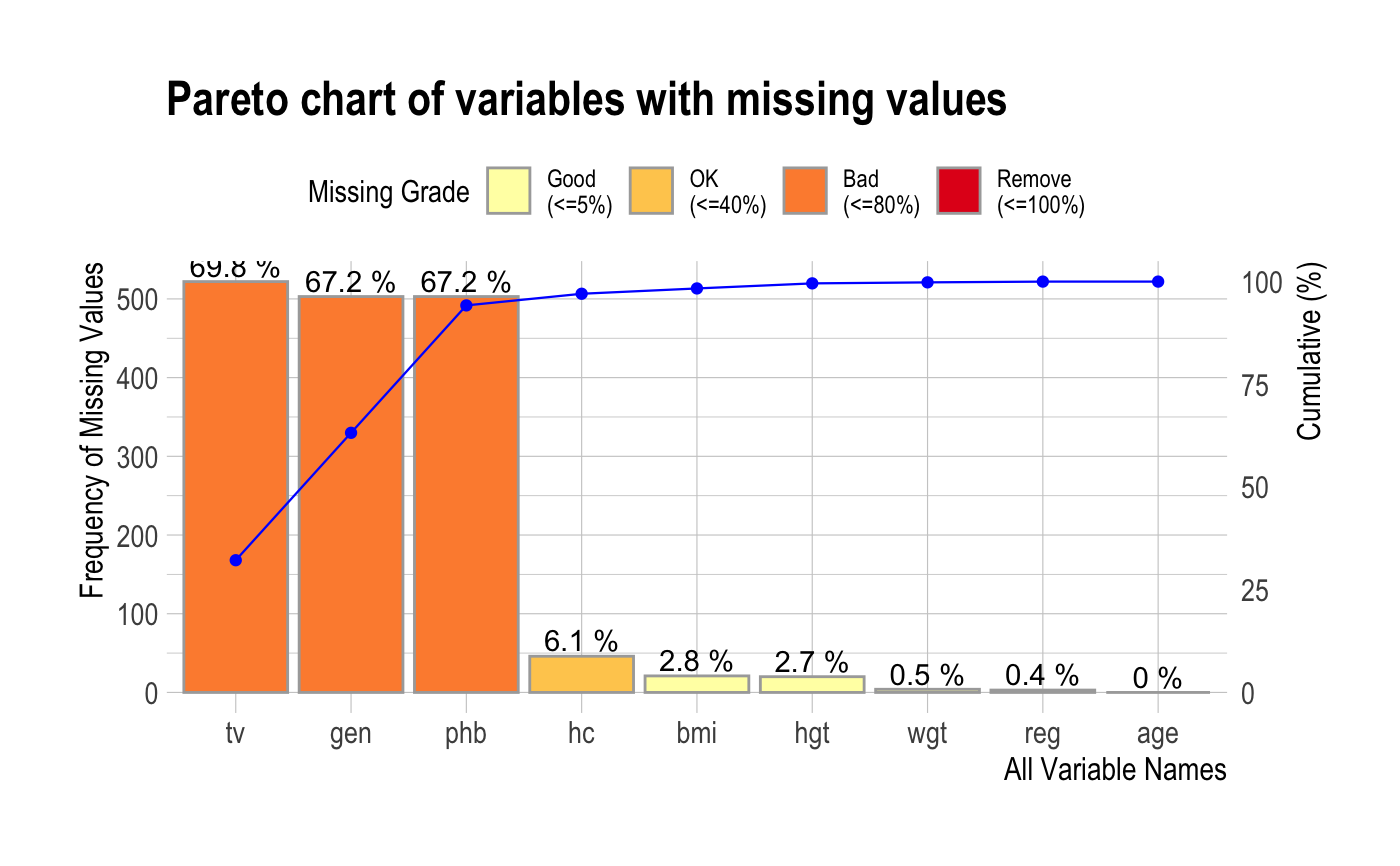 Pareto chart of variables with missing values
Missing Grade
Good
(<=5%)
OK
(<=40%)
Bad
(<=80%)
Remove
(<=100%)
Frequency of Missing Values
500
400
300
200
100
0
69.8 %
67.2 %
67.2 %
6.1 %
2.8 %
2.7 %
0.5 %
0.4 %
0 %
100
75
50
25
0
Cumulative (%)
tv
gen
phb
hc
bmi
hgt
wgt
reg
age
All Variable Names